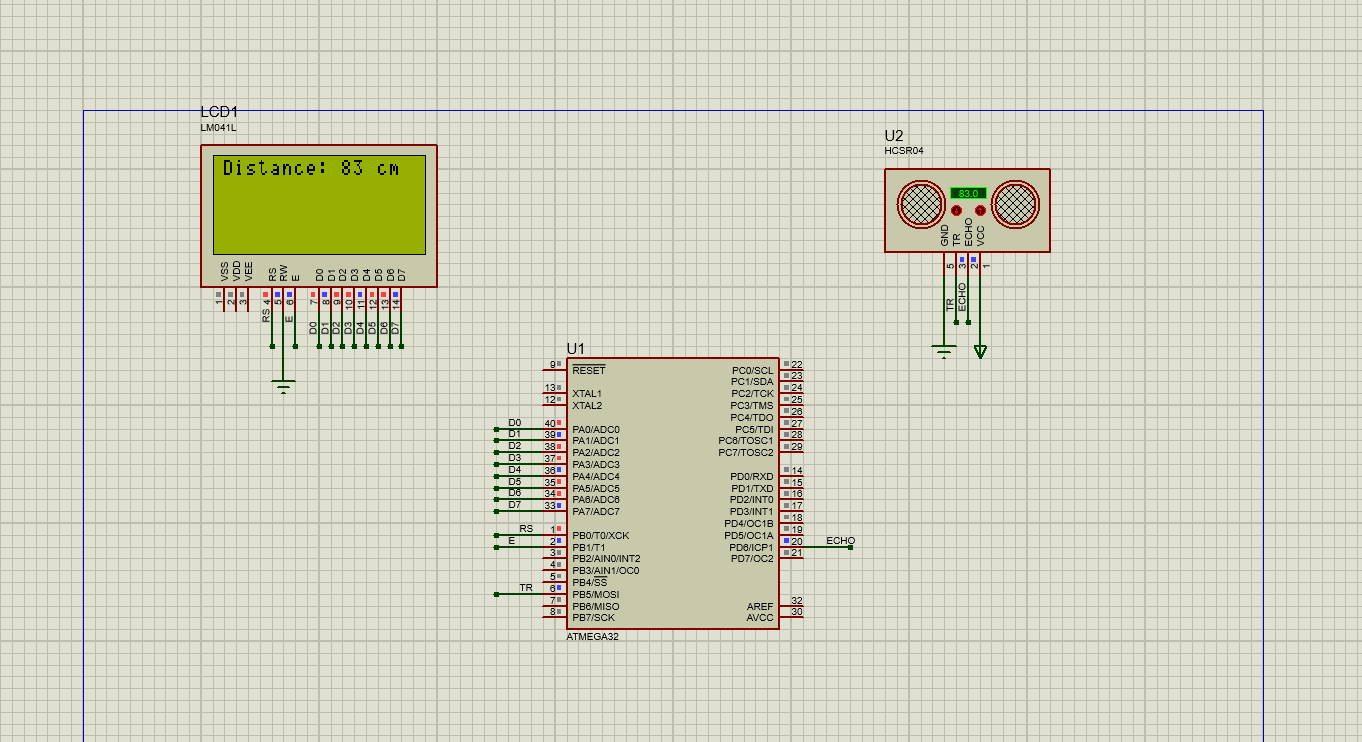 LCD1
LM041L
Distance: 83 cm
VSS
VDD
VEE
RS
RW
E
D0
D1
D2
D3
D4
D5
D6
D7
1
2
3
4
5
6
7
8
9
10
11
12
13
14
RS
E
D0
D1
D2
D3
D4
D5
D6
D7
U2
HCSR04
83.0
GND
TR
ECHO
VCC
5
3
2
1
TR
ECHO
U1
9 RESET
13 XTAL1
12 XTAL2
D0 40 PA0/ADC0
D1 39 PA1/ADC1
D2 38 PA2/ADC2
D3 37 PA3/ADC3
D4 36 PA4/ADC4
D5 35 PA5/ADC5
D6 34 PA6/ADC6
D7 33 PA7/ADC7
RS 1 PB0/T0/XCK
E 2 PB1/T1
3 PB2/AIN0/INT2
4 PB3/AIN1/OC0
5 PB4/SS
TR 6 PB5/MOSI
7 PB6/MISO
8 PB7/SCK
PC0/SCL 22
PC1/SDA 23
PC2/TCK 24
PC3/TMS 25
PC4/TDO 26
PC5/TDI 27
PC6/TOSC1 28
PC7/TOSC2 29
PD0/RXD 14
PD1/TXD 15
PD2/INT0 16
PD3/INT1 17
PD4/OC1B 18
PD5/OC1A 19
PD6/ICP1 20 ECHO
PD7/OC2 21
AREF 32
AVCC 30
ATMEGA32